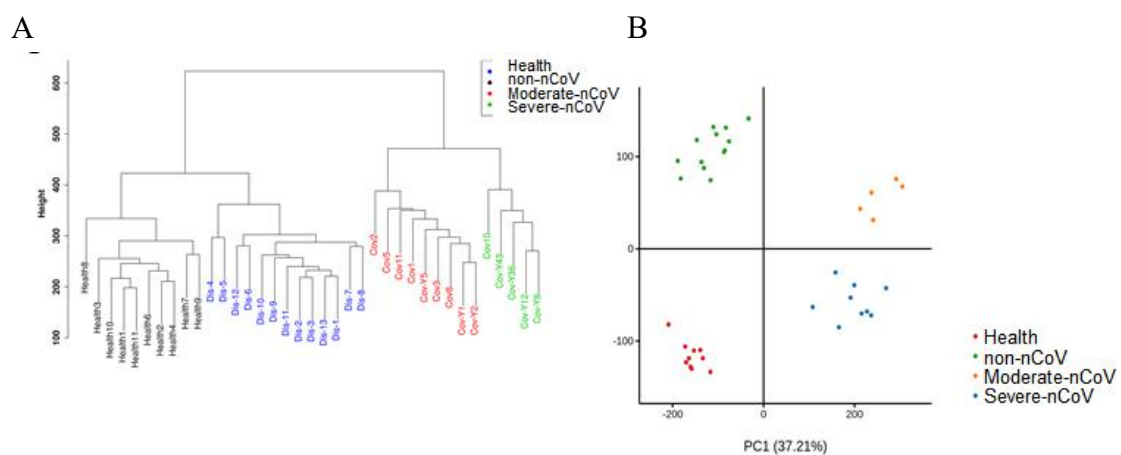 A
B
Health
non-nCoV
Moderate-nCoV
Severe-nCoV
Height
600
500
400
300
200
100
Health8
Health3
Health10
Health1
Health11
Health6
Health2
Health4
Health7
Health9
Dis-4
Dis-5
Dis-12
Dis-6
Dis-10
Dis-9
Dis-11
Dis-2
Dis-3
Dis-13
Dis-1
Dis-7
Dis-8
Cov2
Cov5
Cov11
Cov1
Cov-Y5
Cov3
Cov8
Cov-Y1
Cov-Y2
Cov10
Cov-Y43
Cov-Y36
Cov-Y12
Cov-Y8
100
0
-100
-200
0
200
PC1 (37.21%)
Health
non-nCoV
Moderate-nCoV
Severe-nCoV